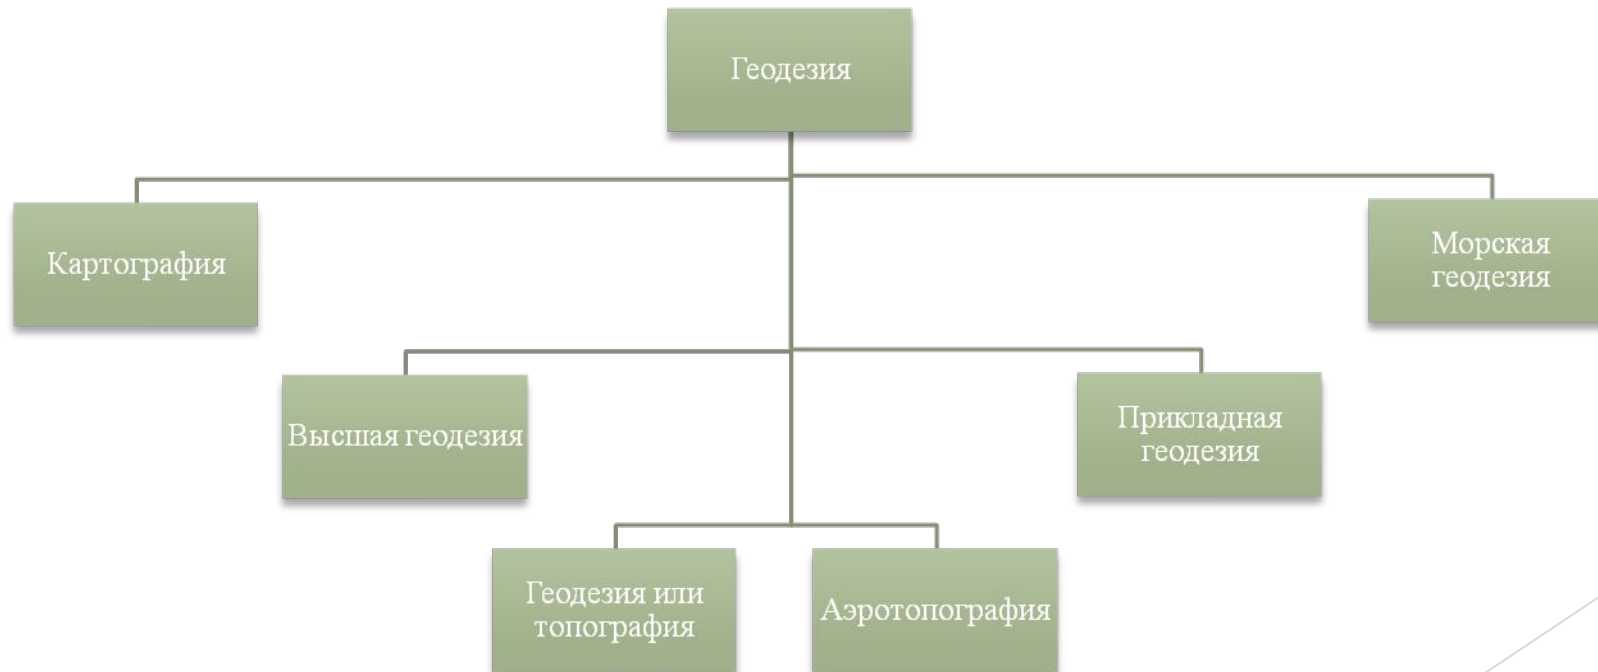 Геодезия
Картография
Морская
геодезия
Высшая геодезия
Прикладная
геодезия
Геодезия или
топография
Аэротопография